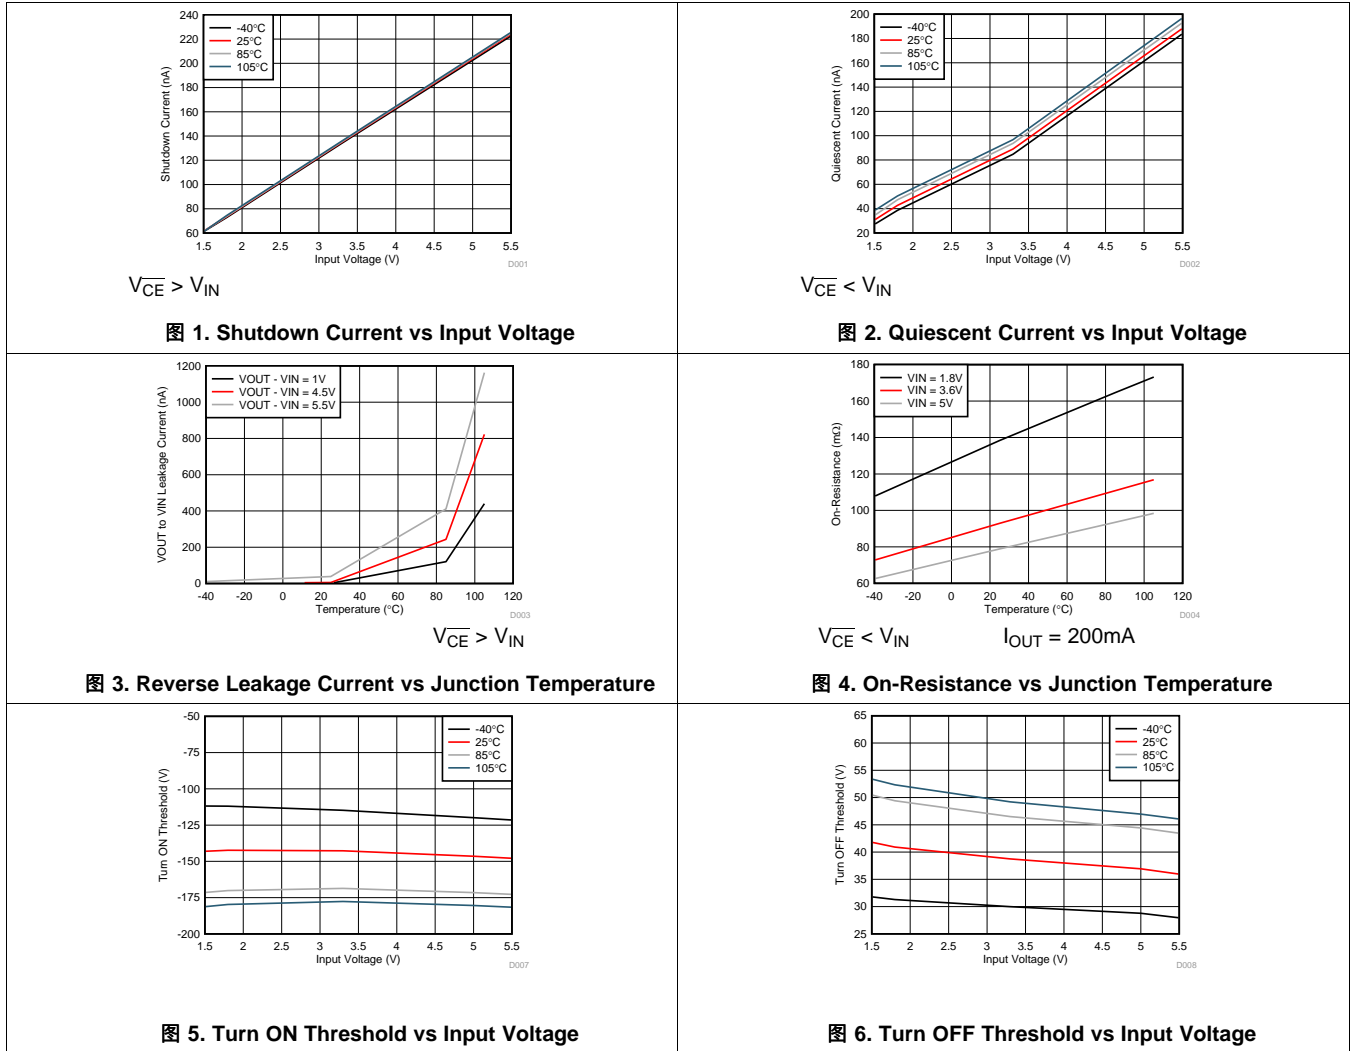 240
220
200
180
160
140
120
100
80
60
Shutdown Current (nA)
-40°C
25°C
85°C
105°C
1.5 2 2.5 3 3.5 4 4.5 5 5.5
Input Voltage (V)
D001
VCE > VIN
图 1. Shutdown Current vs Input Voltage
200
180
160
140
120
100
80
60
40
20
Quiescent Current (nA)
-40°C
25°C
85°C
105°C
1.5 2 2.5 3 3.5 4 4.5 5 5.5
Input Voltage (V)
D002
VCE < VIN
图 2. Quiescent Current vs Input Voltage
1200
1000
800
600
400
200
0
VOUT to VIN Leakage Current (nA)
VOUT - VIN = 1V
VOUT - VIN = 4.5V
VOUT - VIN = 5.5V
-40 -20 0 20 40 60 80 100 120
Temperature (°C)
D003
VCE > VIN
图 3. Reverse Leakage Current vs Junction Temperature
180
160
140
120
100
80
60
On-Resistance (mΩ)
VIN = 1.8V
VIN = 3.6V
VIN = 5V
-40 -20 0 20 40 60 80 100 120
Temperature (°C)
D004
VCE < VIN IOUT = 200mA
图 4. On-Resistance vs Junction Temperature
-50
-75
-100
-125
-150
-175
-200
Turn ON Threshold (V)
-40°C
25°C
85°C
105°C
1.5 2 2.5 3 3.5 4 4.5 5 5.5
Input Voltage (V)
D007
图 5. Turn ON Threshold vs Input Voltage
65
60
55
50
45
40
35
30
25
Turn OFF Threshold (V)
-40°C
25°C
85°C
105°C
1.5 2 2.5 3 3.5 4 4.5 5 5.5
Input Voltage (V)
D008
图 6. Turn OFF Threshold vs Input Voltage